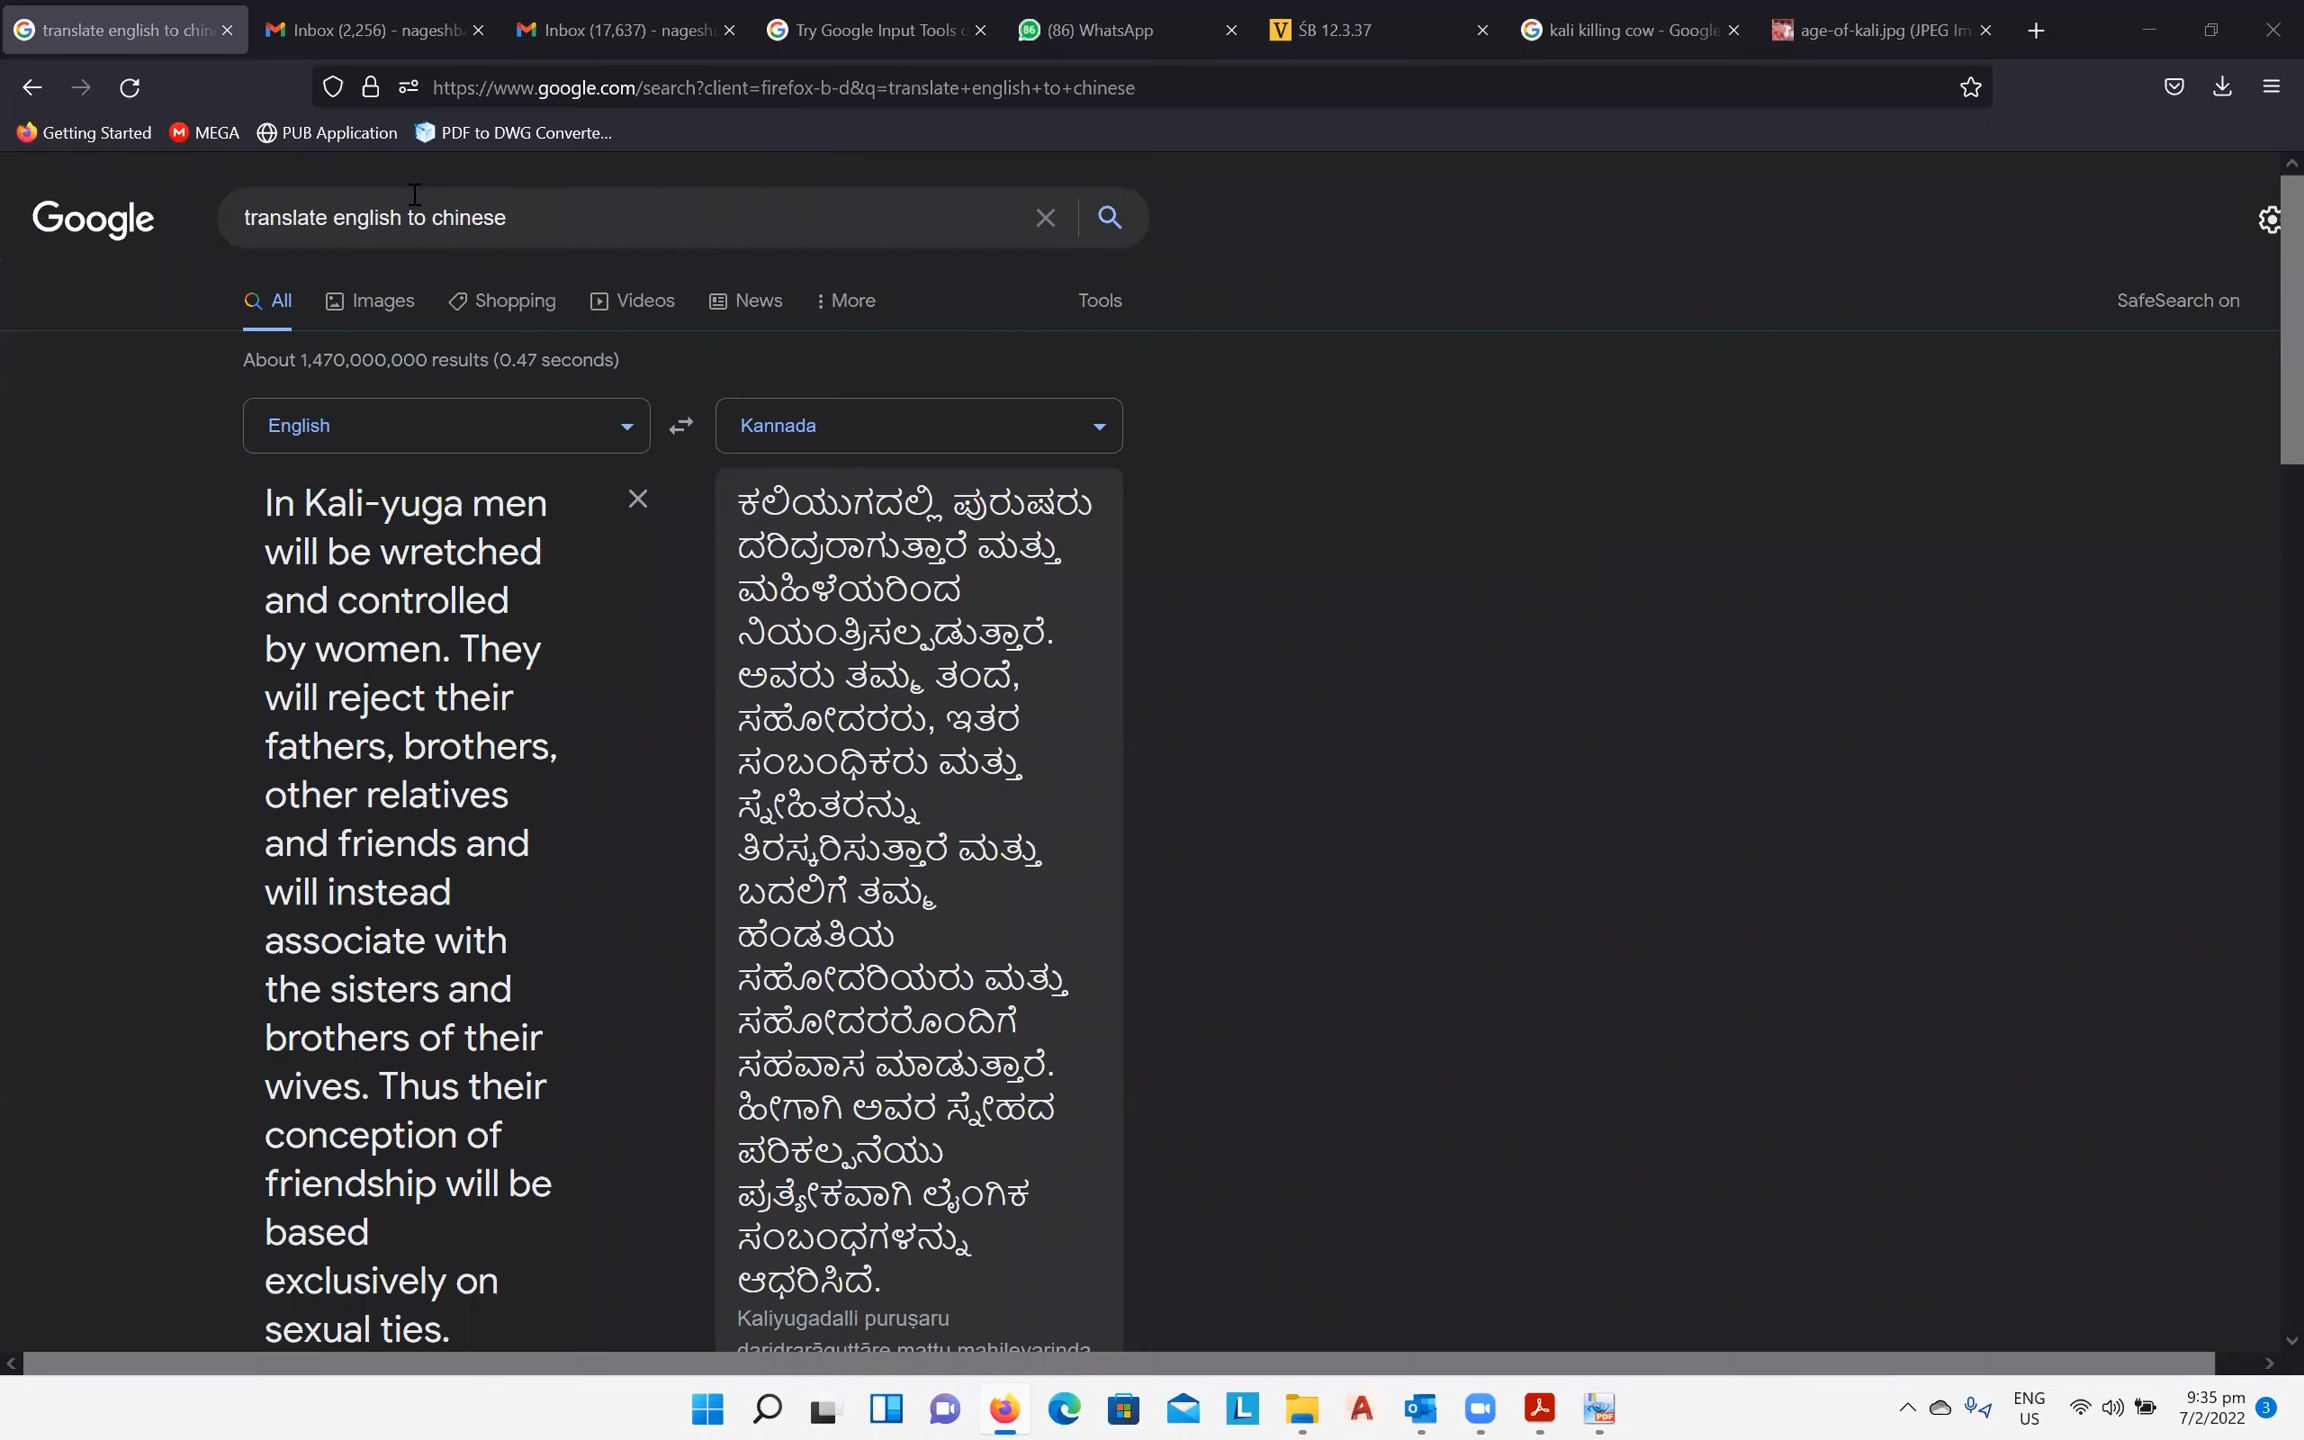 translate english to chin
Inbox (2,256) - nageshb
Inbox (17,637) - nagesh
Try Google Input Tools
86 (86) WhatsApp
V ŚB 12.3.37
kali killing cow - Google
age-of-kali.jpg (JPEG Im
https://www.google.com/search?client=firefox-b-d&q=translate+english+to+chinese
Getting Started
MEGA
PUB Application
PDF to DWG Converte...
Google
translate english to chinese
All
Images
Shopping
Videos
News
More
Tools
SafeSearch on
About 1,470,000,000 results (0.47 seconds)
English
Kannada
In Kali-yuga men
will be wretched
and controlled
by women. They
will reject their
fathers, brothers,
other relatives
and friends and
will instead
associate with
the sisters and
brothers of their
wives. Thus their
conception of
friendship will be
based
exclusively on
sexual ties.
ಕಲಿಯುಗದಲ್ಲಿ ಪುರುಷರು
ದರಿದ್ರರಾಗುತ್ತಾರೆ ಮತ್ತು
ಮಹಿಳೆಯರಿಂದ
ನಿಯಂತ್ರಿಸಲ್ಪಡುತ್ತಾರೆ.
ಅವರು ತಮ್ಮ ತಂದೆ,
ಸಹೋದರರು, ಇತರ
ಸಂಬಂಧಿಕರು ಮತ್ತು
ಸ್ನೇಹಿತರನ್ನು
ತಿರಸ್ಕರಿಸುತ್ತಾರೆ ಮತ್ತು
ಬದಲಿಗೆ ತಮ್ಮ
ಹೆಂಡತಿಯ
ಸಹೋದರಿಯರು ಮತ್ತು
ಸಹೋದರರೊಂದಿಗೆ
ಸಹವಾಸ ಮಾಡುತ್ತಾರೆ.
ಹೀಗಾಗಿ ಅವರ ಸ್ನೇಹದ
ಪರಿಕಲ್ಪನೆಯು
ಪ್ರತ್ಯೇಕವಾಗಿ ಲೈಂಗಿಕ
ಸಂಬಂಧಗಳನ್ನು
ಆಧರಿಸಿದೆ.
Kaliyugadalli puruṣaru
daridrarāguttāre mattu mahiḷeyarinda
ENG
US
9:35 pm
7/2/2022
3